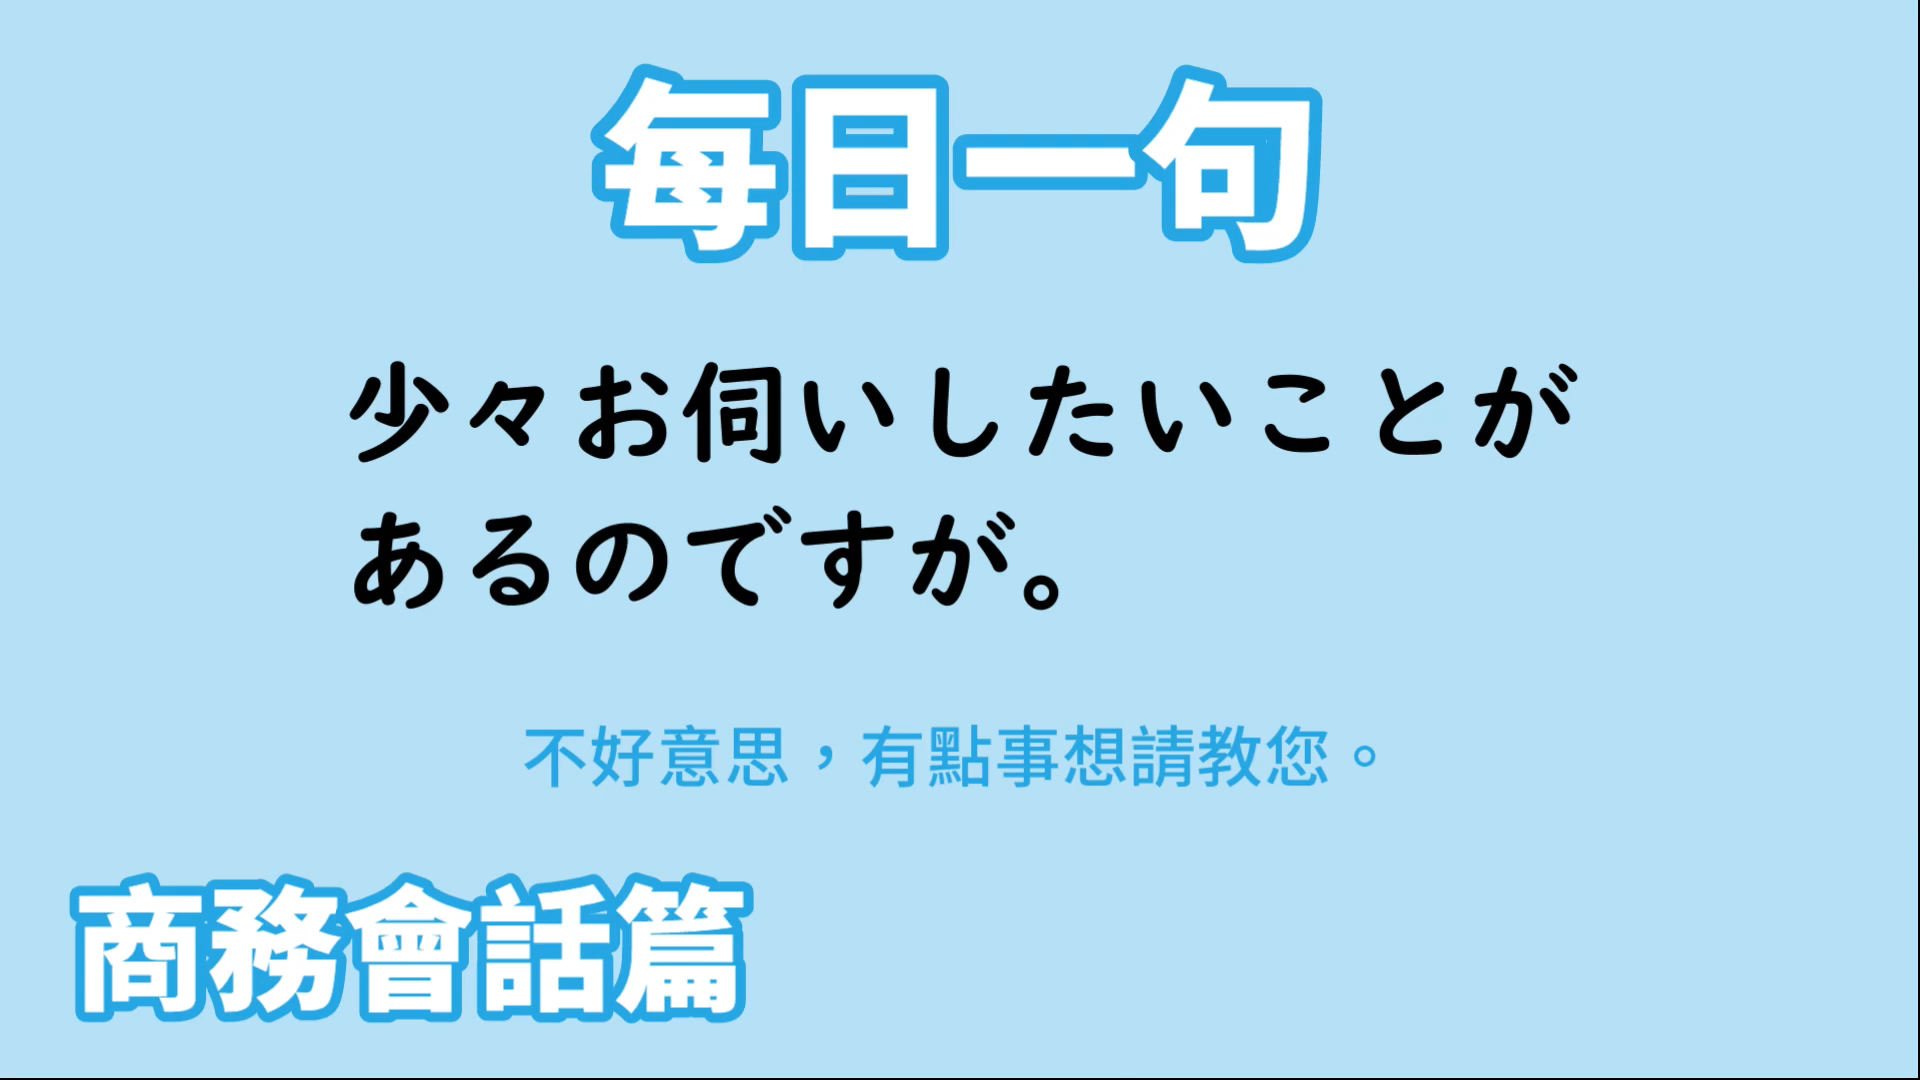 每日一句
少々お伺いしたいことが
あるのですが。
不好意思，有點事想請教您。
商務會話篇